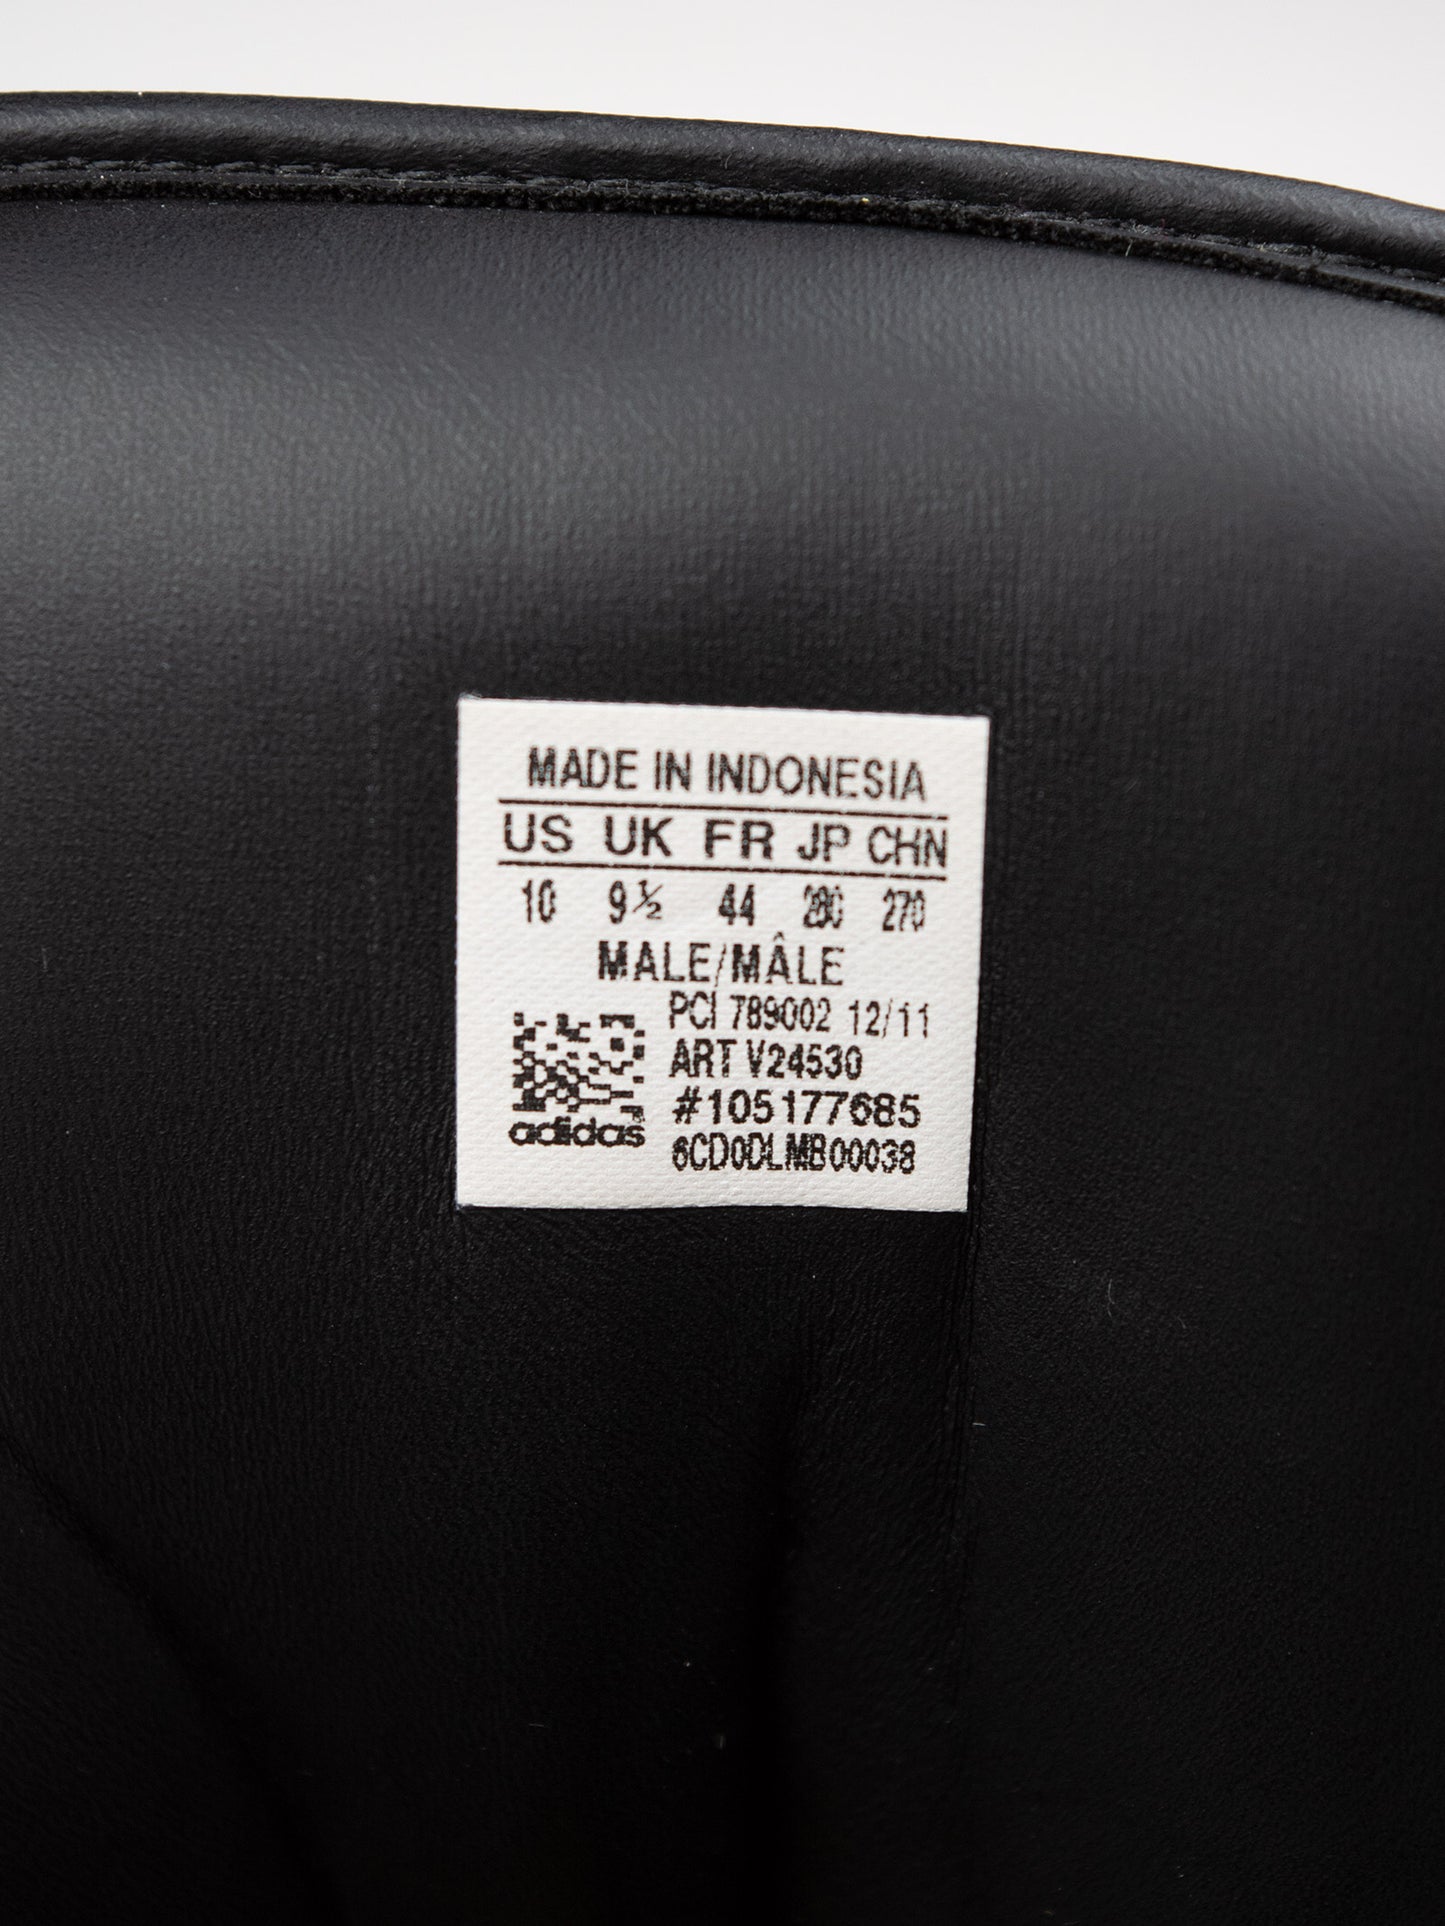 MADE IN INDONESIA
US UK FR JP CHN
10 9½ 44 280 270
MALE/MÂLE
PCI 789002 12/11
ART V24530
#105177685
adidas 6CD0DLMB00038